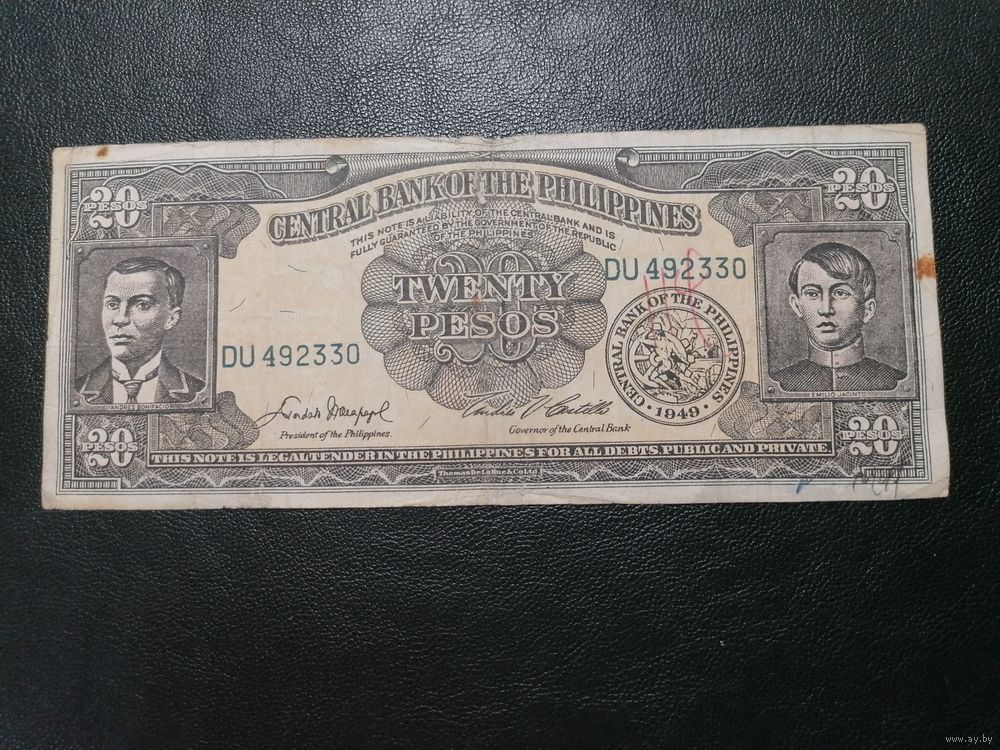 20 PESOS
20 PESOS
CENTRAL BANK OF THE PHILIPPINES
THIS NOTE IS A LIABILITY OF THE CENTRAL BANK AND IS
FULLY GUARANTEED BY THE GOVERNMENT OF THE REPUBLIC
OF THE PHILIPPINES
DU 492330
20
TWENTY
PESOS
DU 492330
CENTRAL BANK OF THE PHILIPPINES
1949
ANDRES BONIFACIO
EMILIO JACINTO
President of the Philippines.
Governor of the Central Bank
20 PESOS
20 PESOS
THIS NOTE IS LEGAL TENDER IN THE PHILIPPINES FOR ALL DEBTS, PUBLIC AND PRIVATE
Thomas De La Rue & Co Ltd
www.ay.by